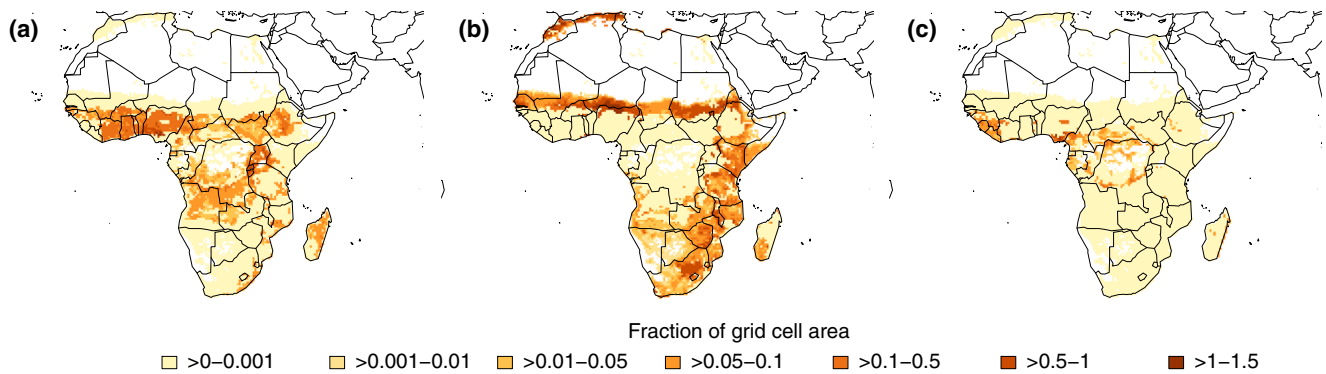 (a)
(b)
(c)
Fraction of grid cell area
>0–0.001
>0.001–0.01
>0.01–0.05
>0.05–0.1
>0.1–0.5
>0.5–1
>1–1.5